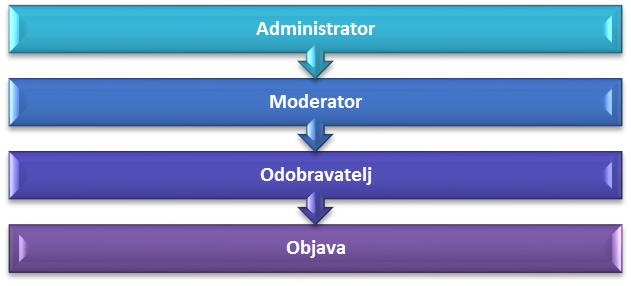 Administrator
Moderator
Odobravatelj
Objava